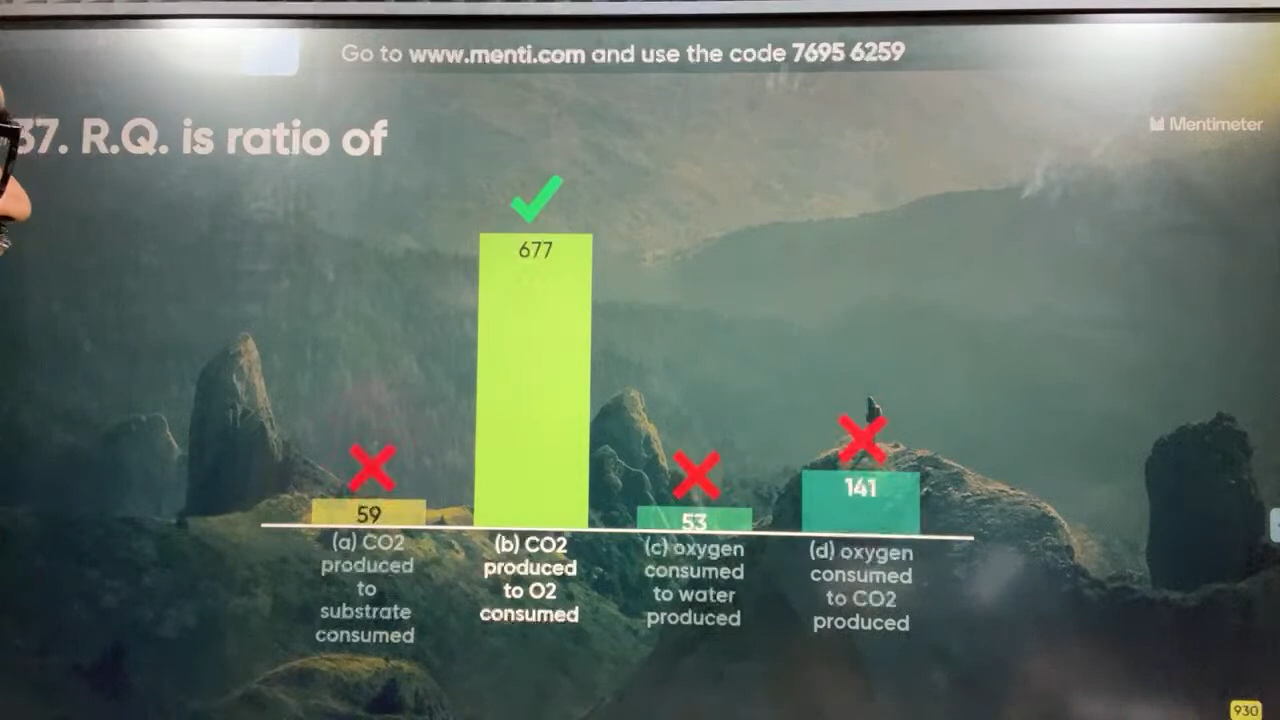 Go to www.menti.com and use the code 7695 6259
37. R.Q. is ratio of
Mentimeter
677
59
53
141
(a) CO2
produced
to
substrate
consumed
(b) CO2
produced
to O2
consumed
(c) oxygen
consumed
to water
produced
(d) oxygen
consumed
to CO2
produced
930